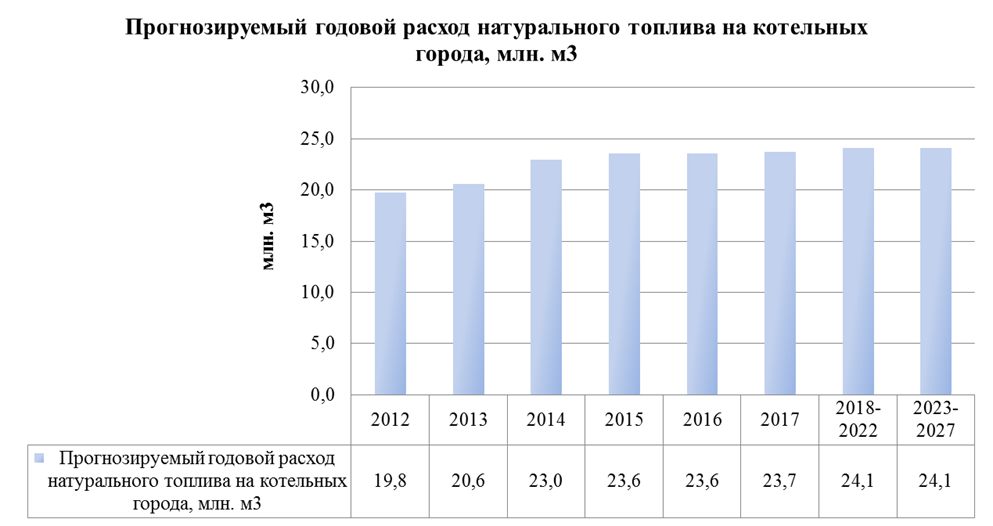 Прогнозируемый годовой расход натурального топлива на котельных
города, млн. м3
млн. м3
30,0
25,0
20,0
15,0
10,0
5,0
0,0
2012 2013 2014 2015 2016 2017 2018-2022 2023-2027
Прогнозируемый годовой расход
натурального топлива на котельных
города, млн. м3
19,8 20,6 23,0 23,6 23,6 23,7 24,1 24,1